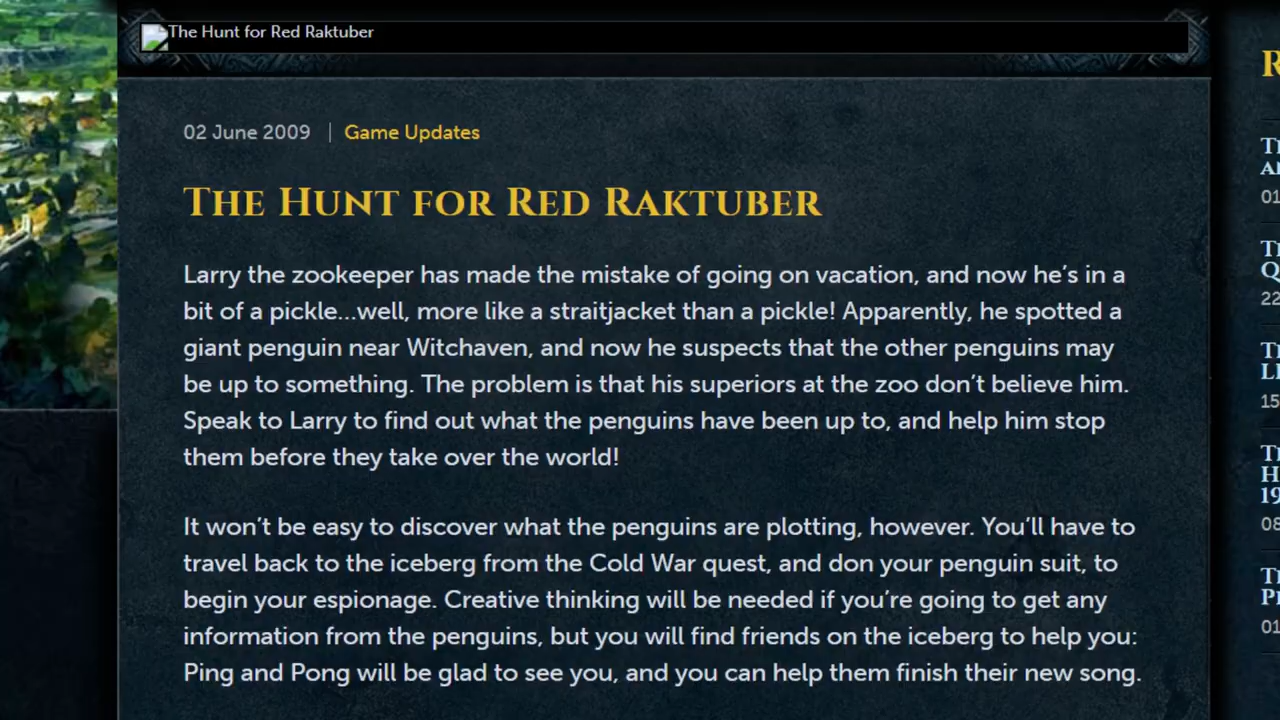 The Hunt for Red Raktuber
02 June 2009 | Game Updates
The Hunt for Red Raktuber
Larry the zookeeper has made the mistake of going on vacation, and now he's in a
bit of a pickle...well, more like a straitjacket than a pickle! Apparently, he spotted a
giant penguin near Witchaven, and now he suspects that the other penguins may
be up to something. The problem is that his superiors at the zoo don't believe him.
Speak to Larry to find out what the penguins have been up to, and help him stop
them before they take over the world!
It won't be easy to discover what the penguins are plotting, however. You'll have to
travel back to the iceberg from the Cold War quest, and don your penguin suit, to
begin your espionage. Creative thinking will be needed if you're going to get any
information from the penguins, but you will find friends on the iceberg to help you:
Ping and Pong will be glad to see you, and you can help them finish their new song.